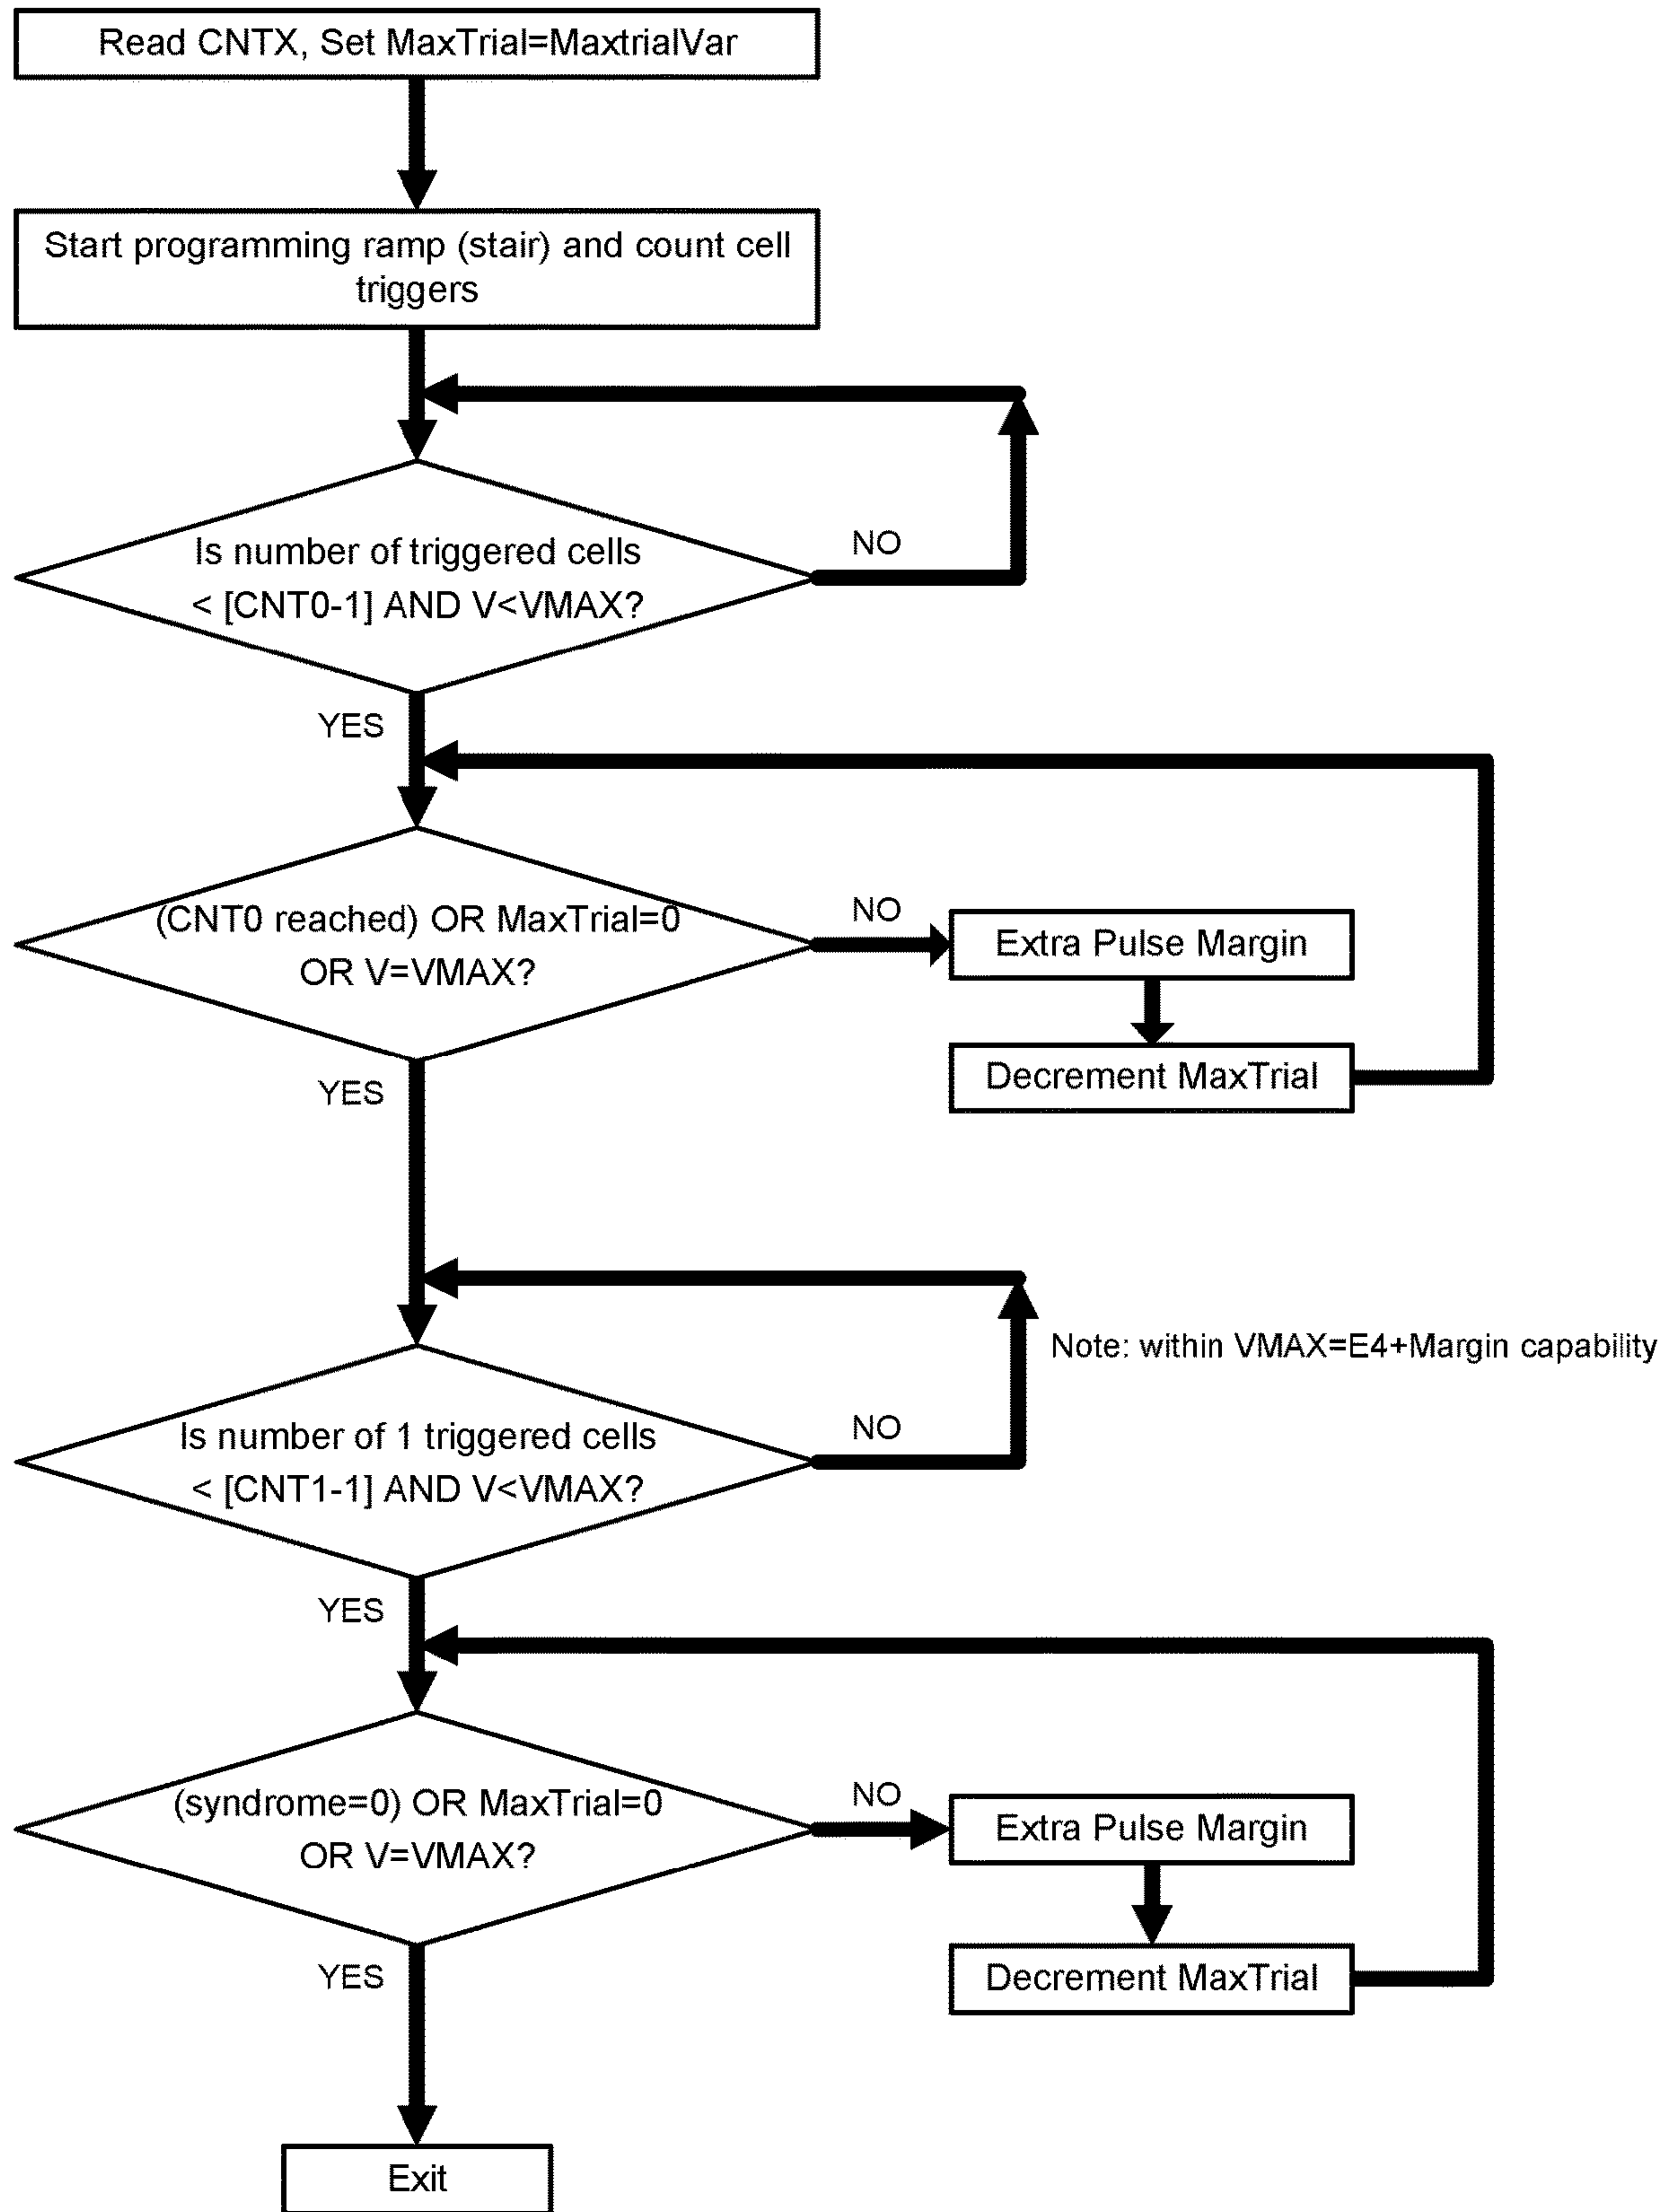 Read CNTX, Set MaxTrial=MaxtrialVar
Start programming ramp (stair) and count cell
triggers
Is number of triggered cells
< [CNT0-1] AND V<VMAX?
NO
YES
(CNT0 reached) OR MaxTrial=0
OR V=VMAX?
NO
Extra Pulse Margin
Decrement MaxTrial
YES
Note: within VMAX=E4+Margin capability
Is number of 1 triggered cells
< [CNT1-1] AND V<VMAX?
NO
YES
(syndrome=0) OR MaxTrial=0
OR V=VMAX?
NO
Extra Pulse Margin
Decrement MaxTrial
YES
Exit